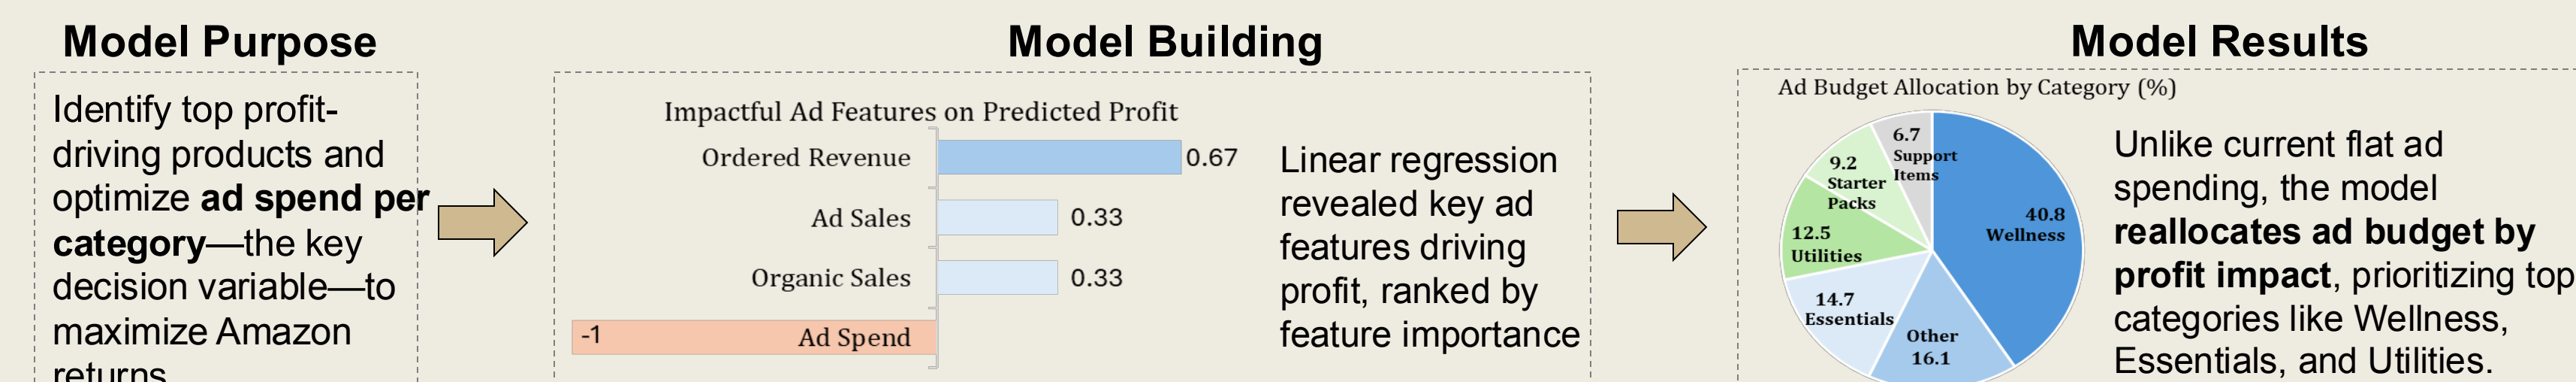 Model Purpose
Identify top profit-
driving products and
optimize ad spend per
category—the key
decision variable—to
maximize Amazon
returns
Model Building
Impactful Ad Features on Predicted Profit
Ordered Revenue 0.67
Ad Sales 0.33
Organic Sales 0.33
-1 Ad Spend
Linear regression
revealed key ad
features driving
profit, ranked by
feature importance
Model Results
Ad Budget Allocation by Category (%)
6.7
Support
Items
9.2
Starter
Packs
12.5
Utilities
14.7
Essentials
Other
16.1
40.8
Wellness
Unlike current flat ad
spending, the model
reallocates ad budget by
profit impact, prioritizing top
categories like Wellness,
Essentials, and Utilities.